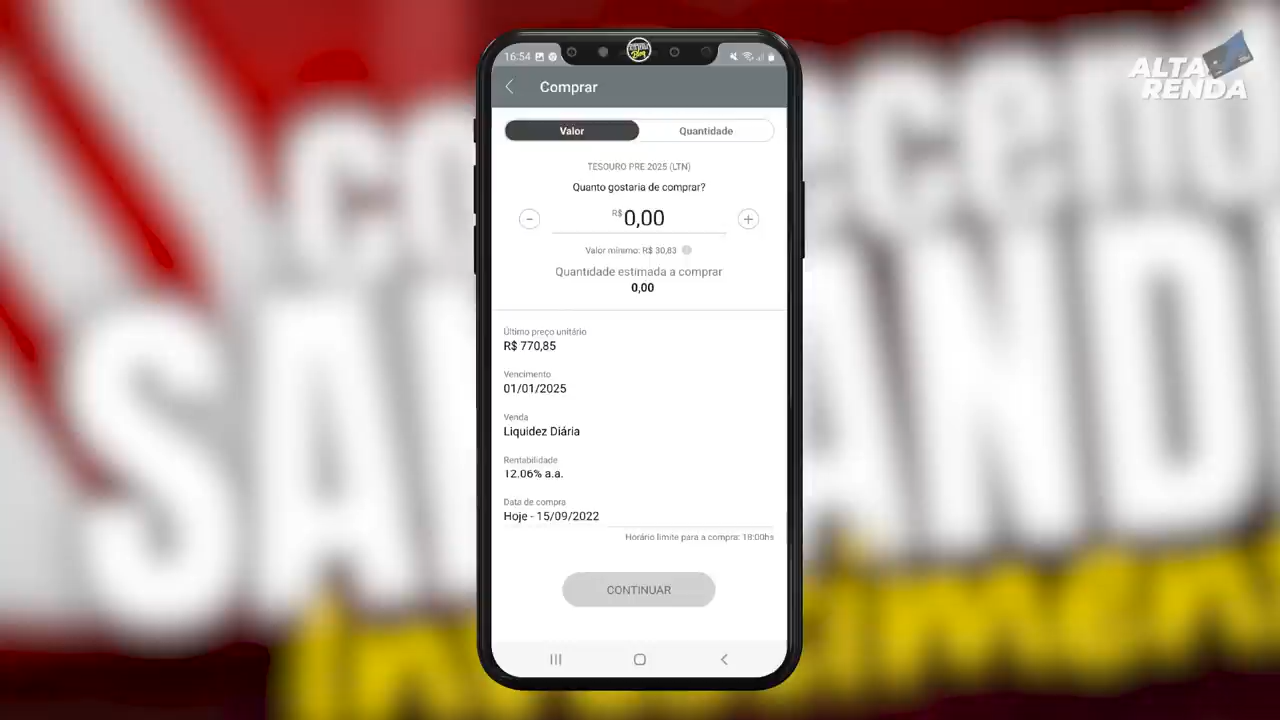 ALTA
RENDA
16:54
Comprar
Valor
Quantidade
TESOURO PRE 2025 (LTN)
Quanto gostaria de comprar?
R$ 0,00
Valor mínimo: R$ 30,83
Quantidade estimada a comprar
0,00
Último preço unitário
R$ 770,85
Vencimento
01/01/2025
Venda
Liquidez Diária
Rentabilidade
12.06% a.a.
Data de compra
Hoje - 15/09/2022
Horário limite para a compra: 18:00hs
CONTINUAR